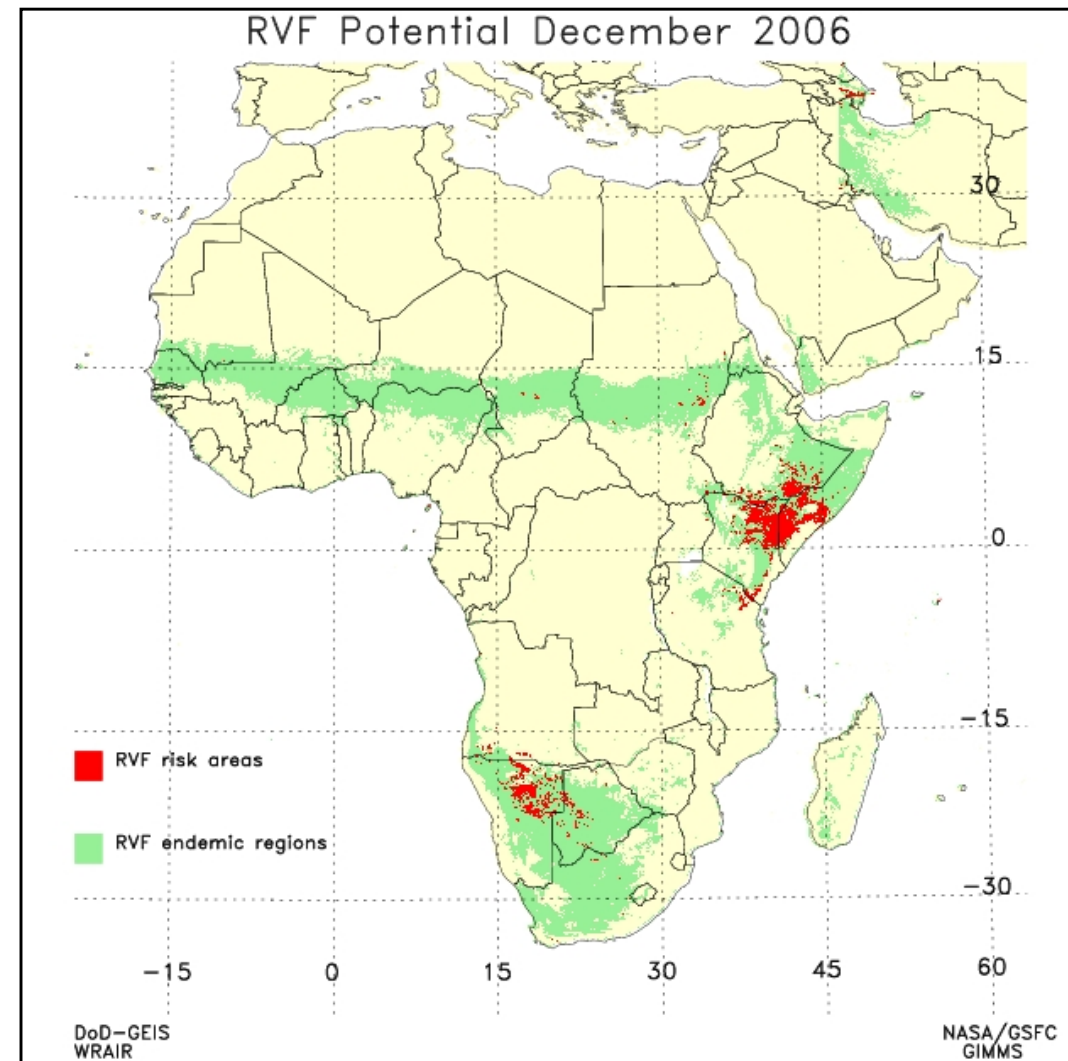 RVF Potential December 2006
30
15
0
-15
RVF risk areas
RVF endemic regions
-30
-15 0 15 30 45 60
DoD-GEIS
WRAIR
NASA/GSFC
GIMMS